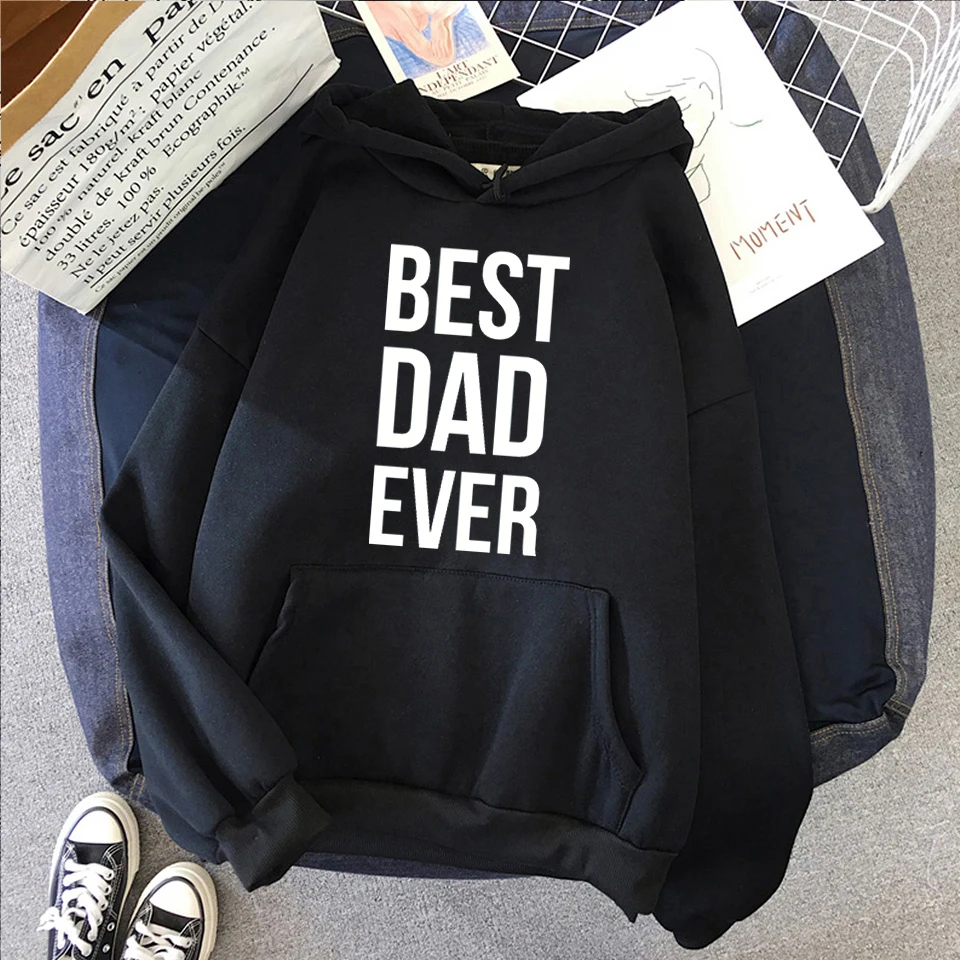 Le sac en pap
Ce sac est fabriqué à partir de
épaisseur 180g/m²; papier végétal
100 % naturel, kraft blanc
doublé de kraft brun Contenance
33 litres. 100 % Ecographik.
Ne le jetez pas.
u peut servir plusieurs fois.
L'ART
INDÉPENDANT
MOMENT
BEST
DAD
EVER